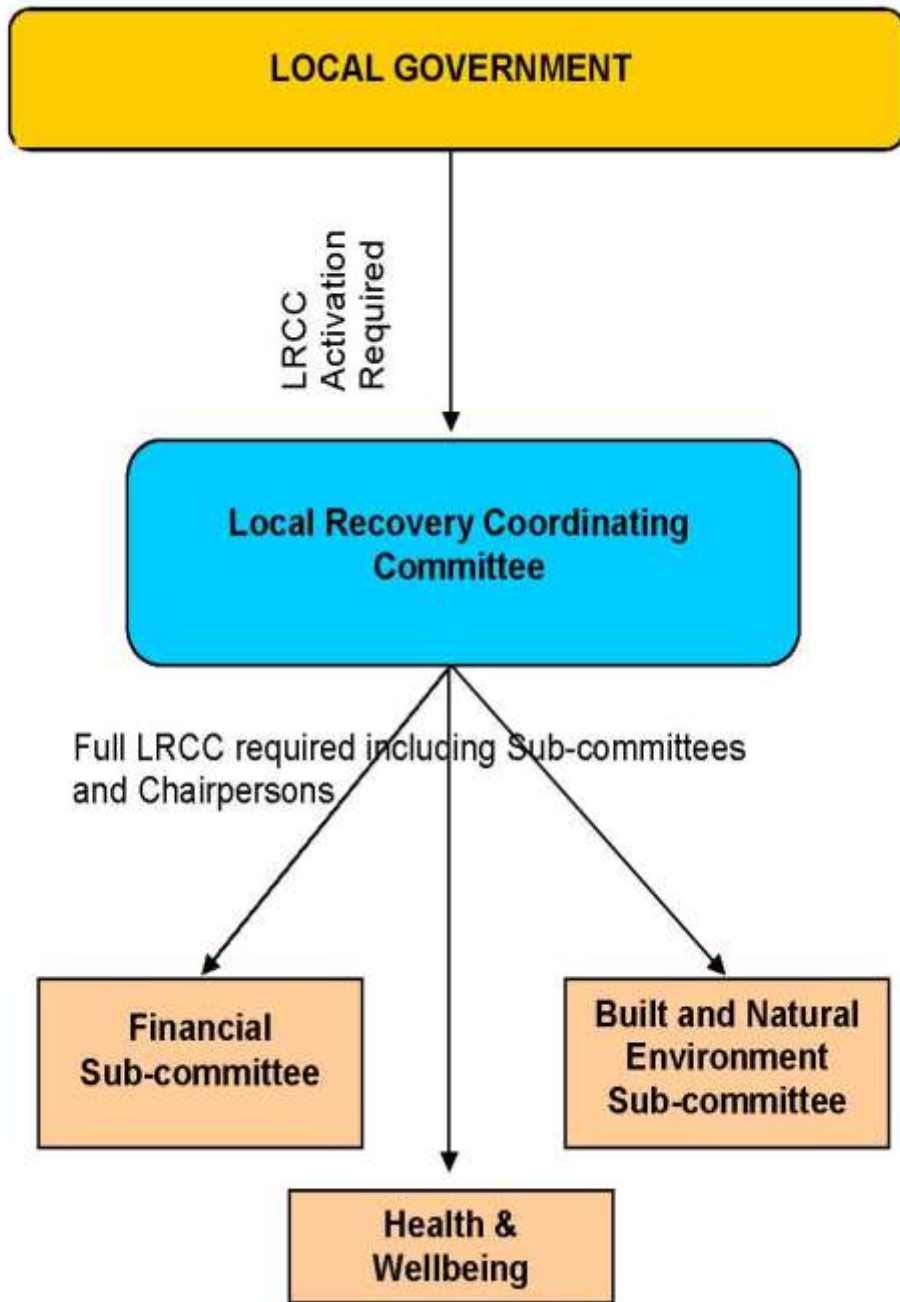 LOCAL GOVERNMENT
LRCC
Activation
Required
Local Recovery Coordinating
Committee
Full LRCC required including Sub-committees
and Chairpersons
Financial
Sub-committee
Built and Natural
Environment
Sub-committee
Health &
Wellbeing